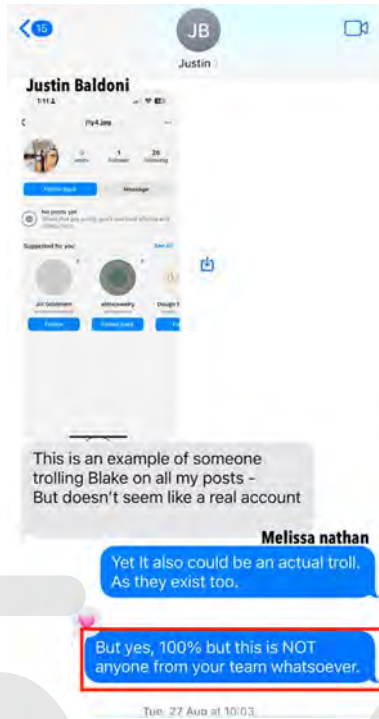 15
JB
Justin
Justin Baldoni
No posts yet
Suggested for you
See All
This is an example of someone
trolling Blake on all my posts -
But doesn't seem like a real account
Melissa nathan
Yet It also could be an actual troll.
As they exist too.
But yes, 100% but this is NOT
anyone from your team whatsoever.
Tue, 27 Aug at 10:03